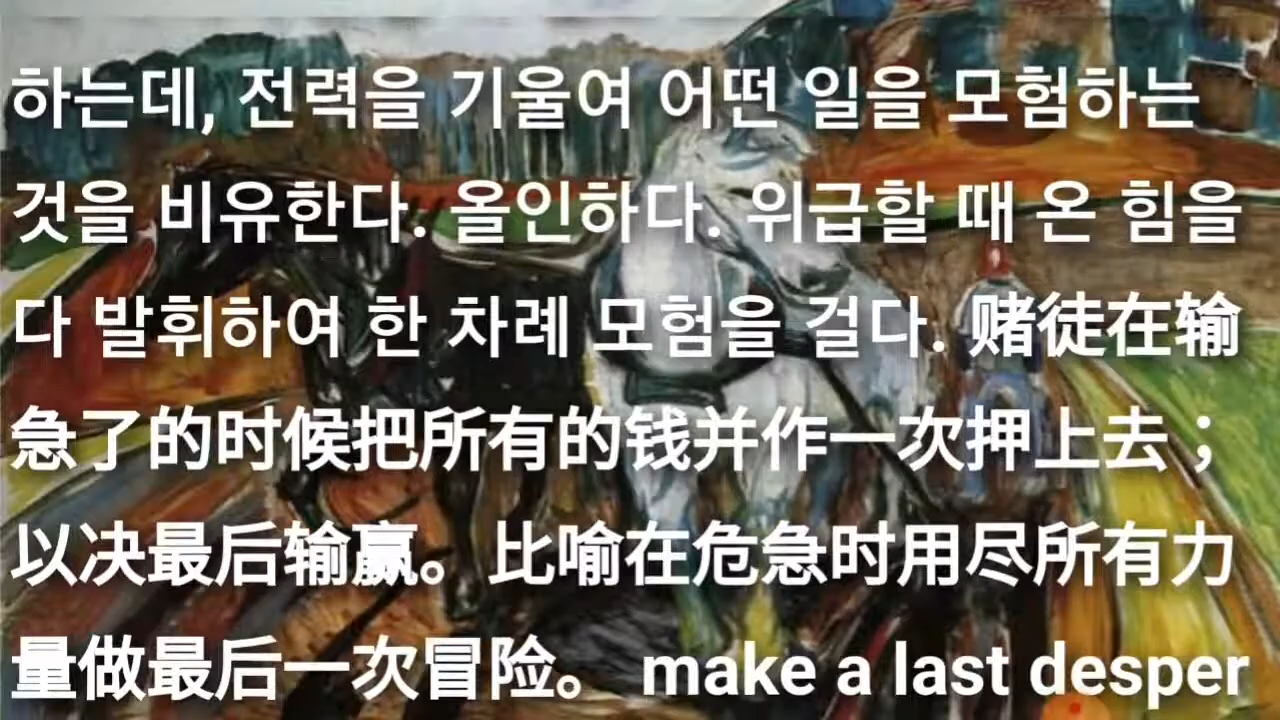 하는데, 전력을 기울여 어떤 일을 모험하는
것을 비유한다. 올인하다. 위급할 때 온 힘을
다 발휘하여 한 차례 모험을 걸다. 赌徒在输
急了的时候把所有的钱并作一次押上去；
以决最后输赢。比喻在危急时用尽所有力
量做最后一次冒险。 make a last desper